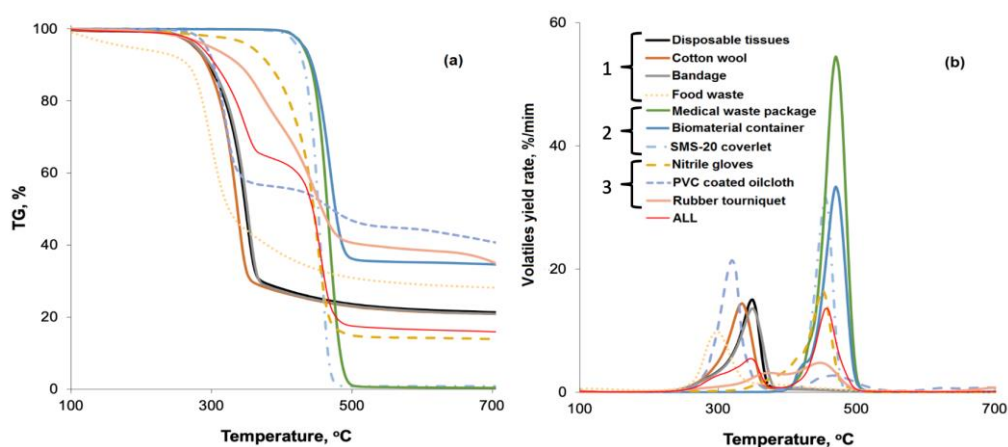 100
80
60
40
20
0
TG, %
100
300
500
700
Temperature, °C
(a)
60
40
20
0
Volatiles yield rate, %/mim
100
300
500
700
Temperature, °C
(b)
1
Disposable tissues
Cotton wool
Bandage
Food waste
2
Medical waste package
Biomaterial container
SMS-20 coverlet
3
Nitrile gloves
PVC coated oilcloth
Rubber tourniquet
ALL